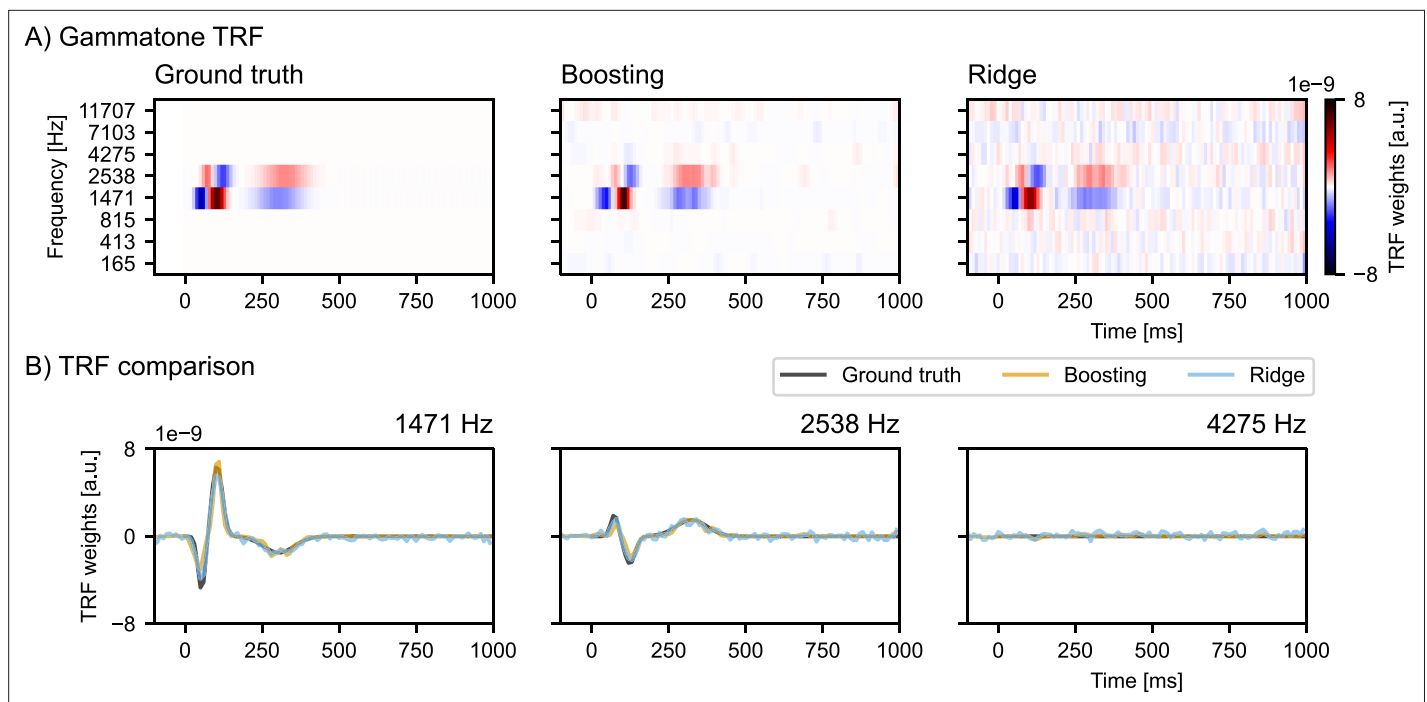 A) Gammatone TRF
Ground truth
Boosting
Ridge
1e−9
Frequency [Hz]
11707
7103
4275
2538
1471
815
413
165
8
−8
TRF weights [a.u.]
0 250 500 750 1000
0 250 500 750 1000
0 250 500 750 1000
Time [ms]
B) TRF comparison
Ground truth Boosting Ridge
1e−9
1471 Hz
2538 Hz
4275 Hz
TRF weights [a.u.]
8
0
−8
0 250 500 750 1000
0 250 500 750 1000
0 250 500 750 1000
Time [ms]